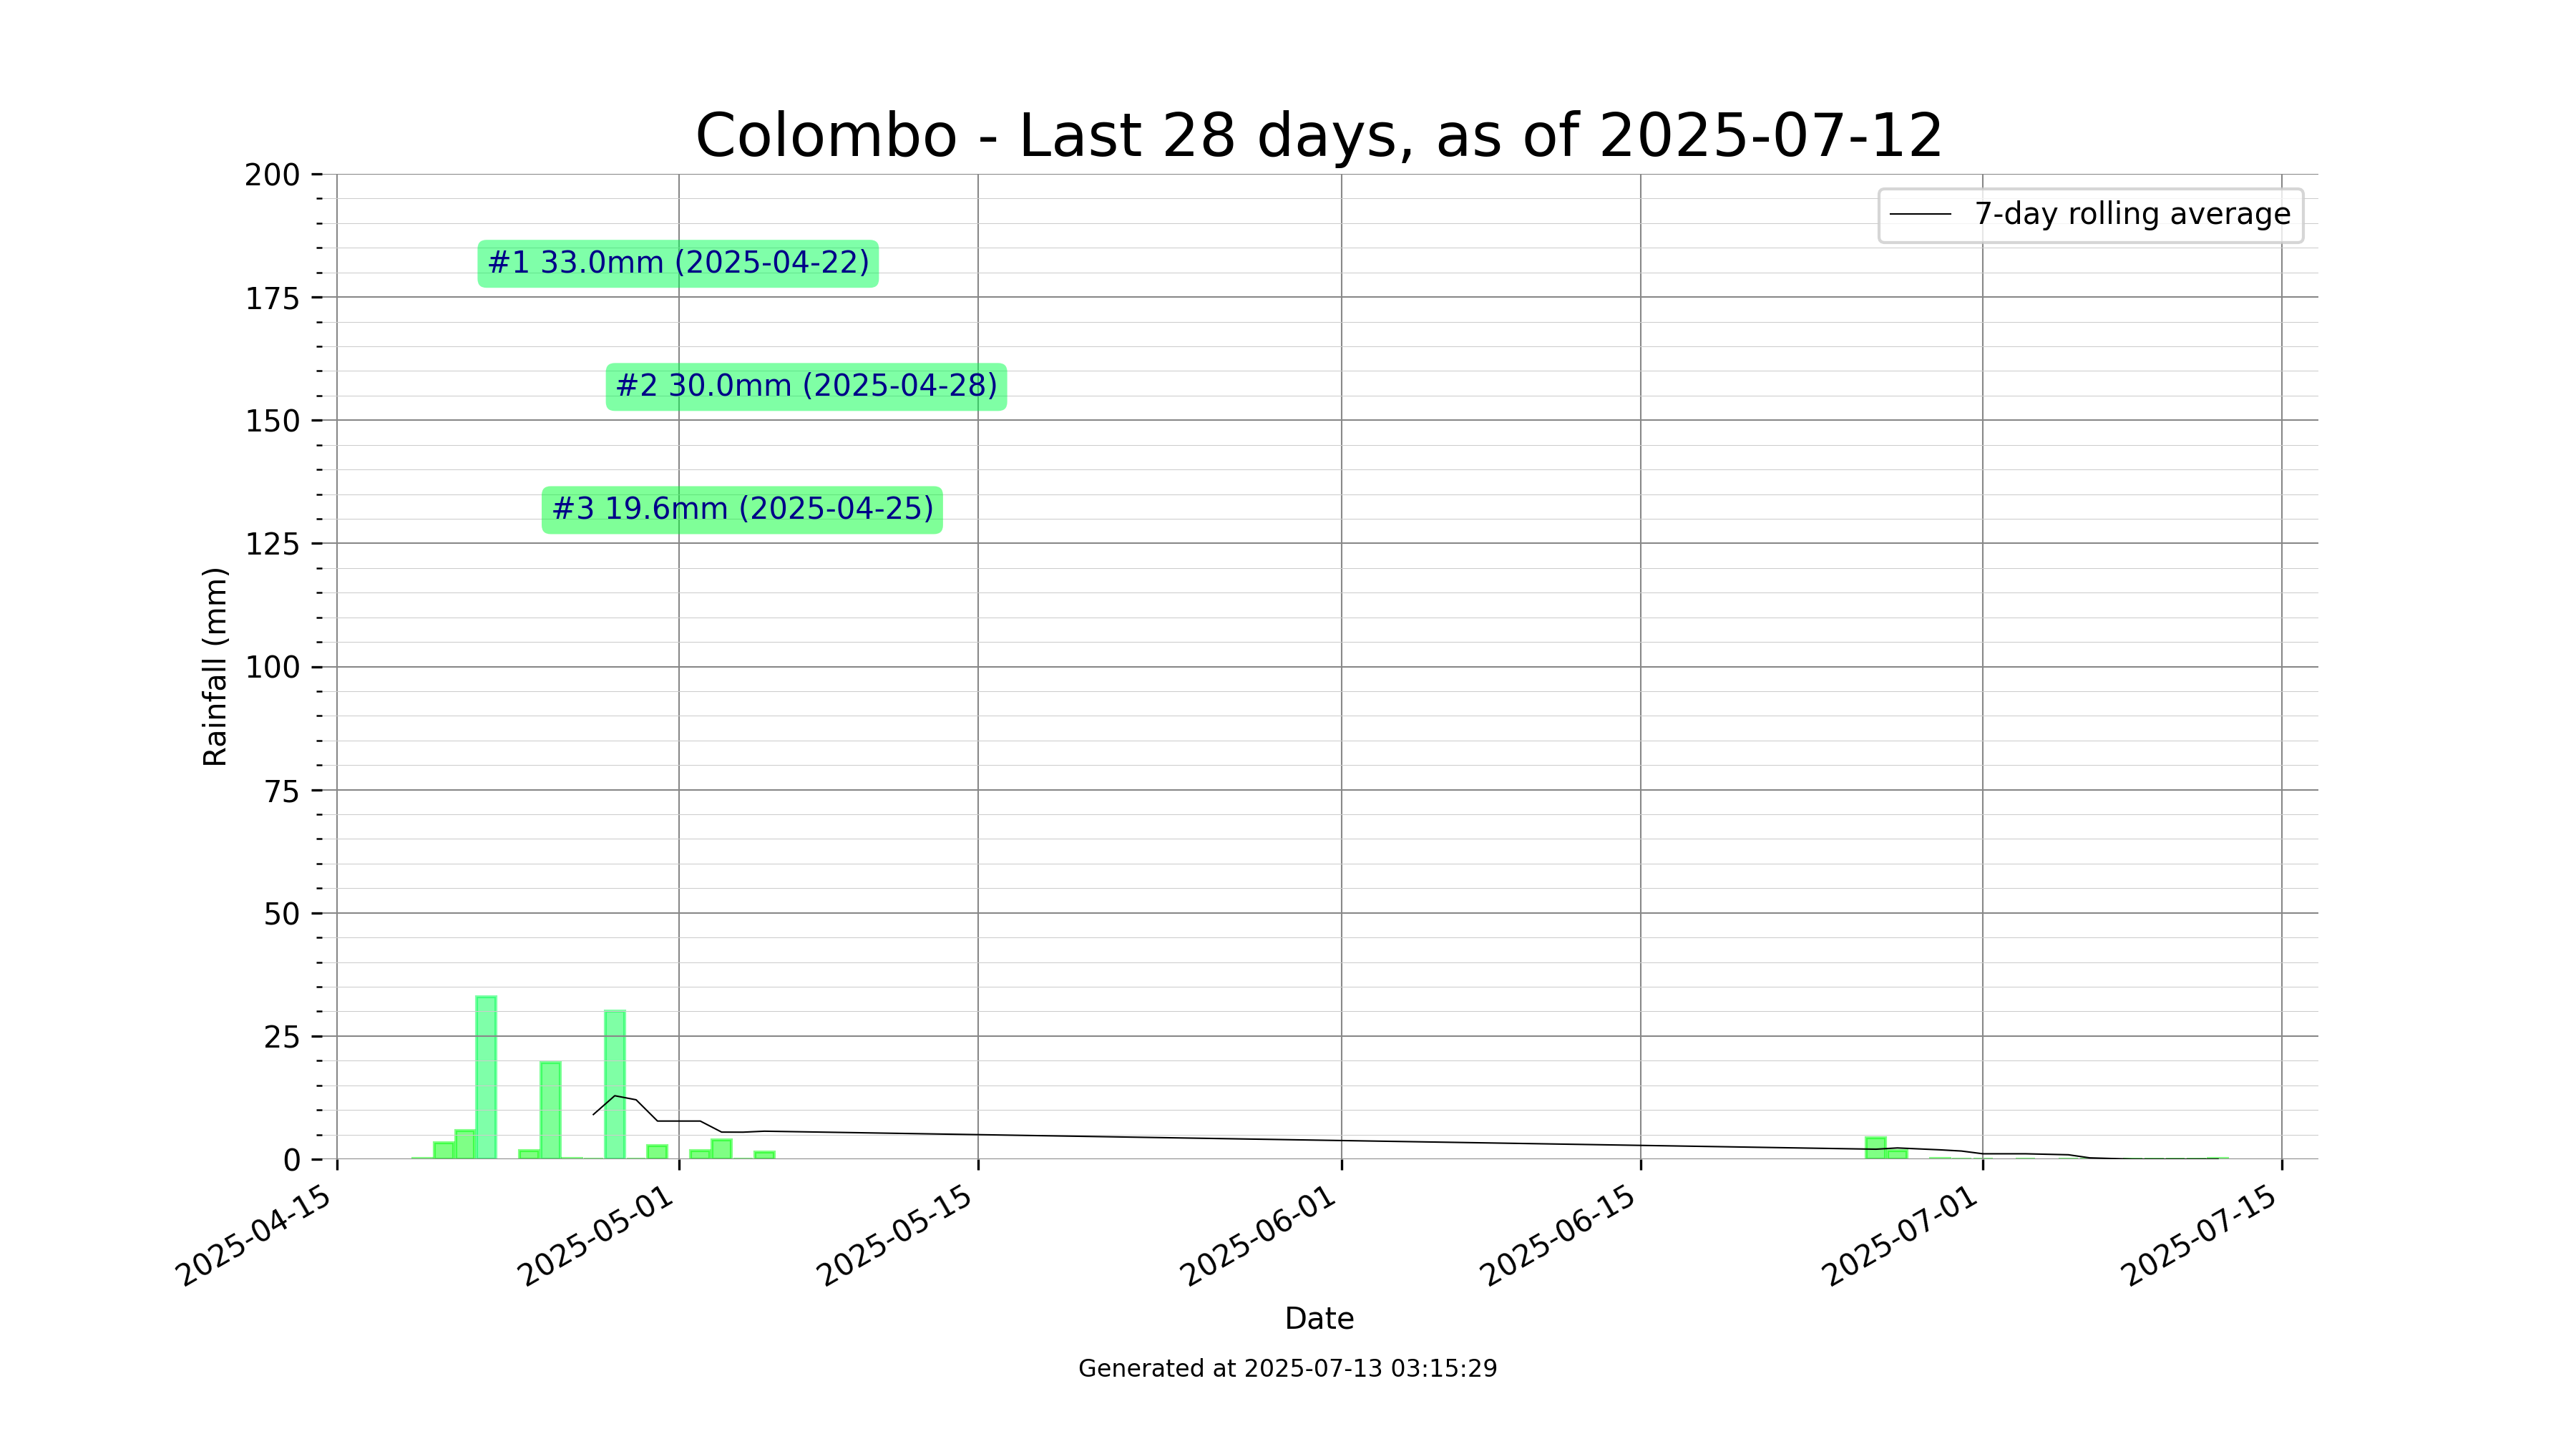 Colombo - Last 28 days, as of 2025-07-12
200
175
150
125
100
75
50
25
0
Rainfall (mm)
7-day rolling average
#1 33.0mm (2025-04-22)
#2 30.0mm (2025-04-28)
#3 19.6mm (2025-04-25)
2025-04-15
2025-05-01
2025-05-15
2025-06-01
2025-06-15
2025-07-01
2025-07-15
Date
Generated at 2025-07-13 03:15:29